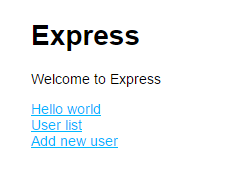 Express
Welcome to Express
Hello world
User list
Add new user